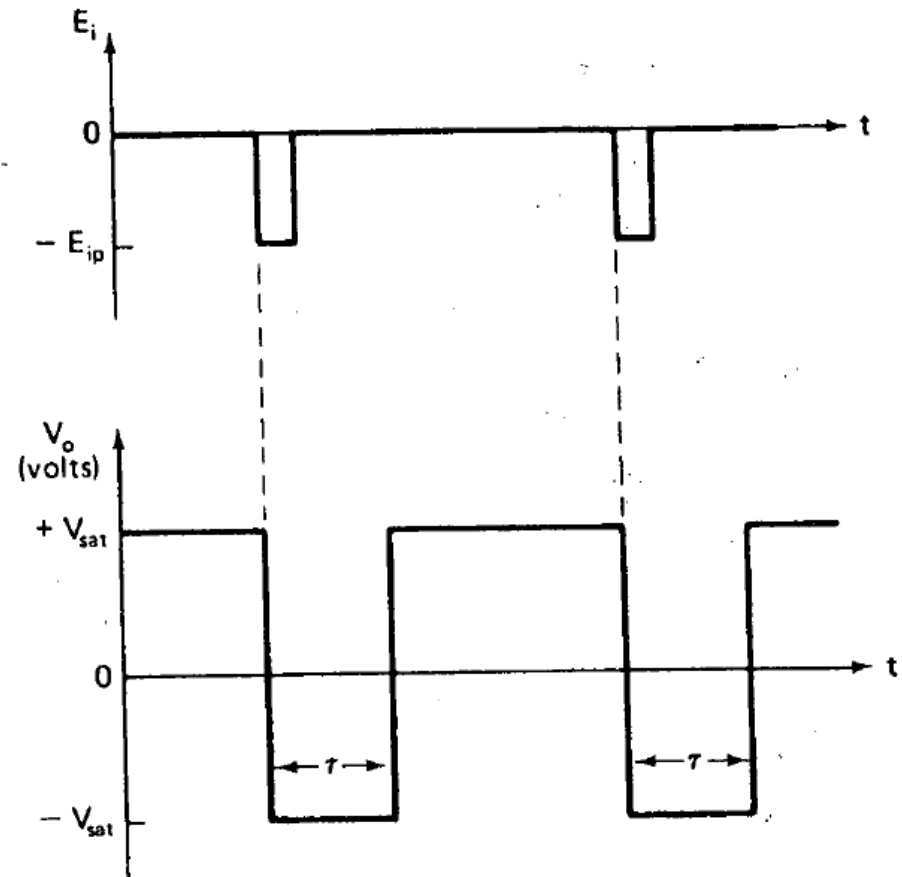 E_i
0
t
− E_ip
V_o
(volts)
+ V_sat
0
t
τ
τ
− V_sat